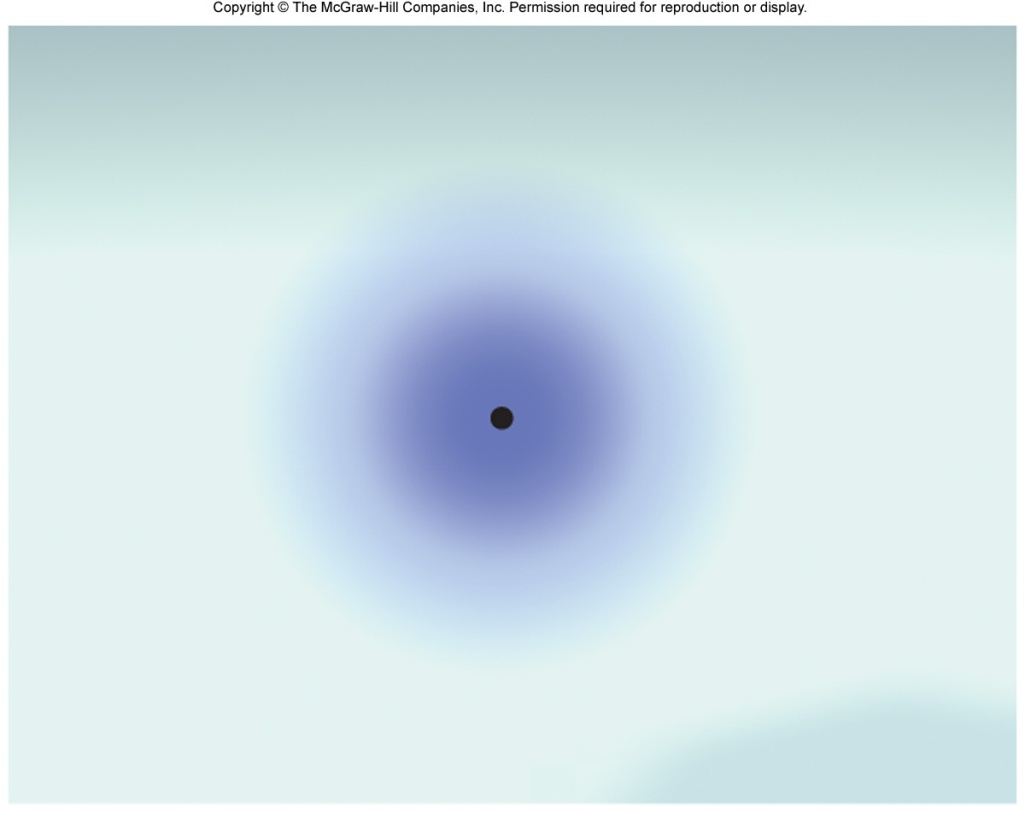 Copyright © The McGraw-Hill Companies, Inc. Permission required for reproduction or display.